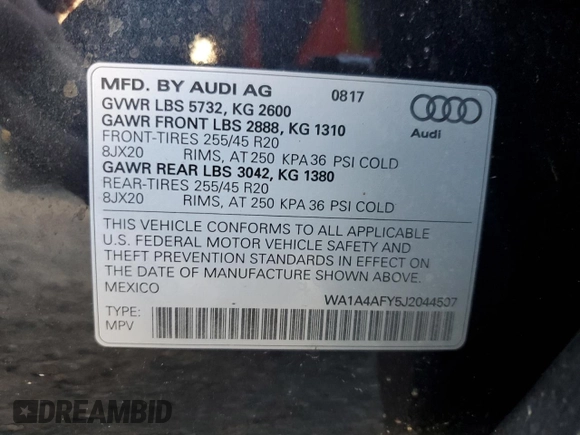 MFD. BY AUDI AG 0817
GVWR LBS 5732, KG 2600
GAWR FRONT LBS 2888, KG 1310
FRONT-TIRES 255/45 R20
8JX20 RIMS, AT 250 KPA 36 PSI COLD
GAWR REAR LBS 3042, KG 1380
REAR-TIRES 255/45 R20
8JX20 RIMS, AT 250 KPA 36 PSI COLD
Audi
THIS VEHICLE CONFORMS TO ALL APPLICABLE
U.S. FEDERAL MOTOR VEHICLE SAFETY AND
THEFT PREVENTION STANDARDS IN EFFECT ON
THE DATE OF MANUFACTURE SHOWN ABOVE.
MEXICO
WA1A4AFY5J2044507
TYPE:
MPV
DREAMBID